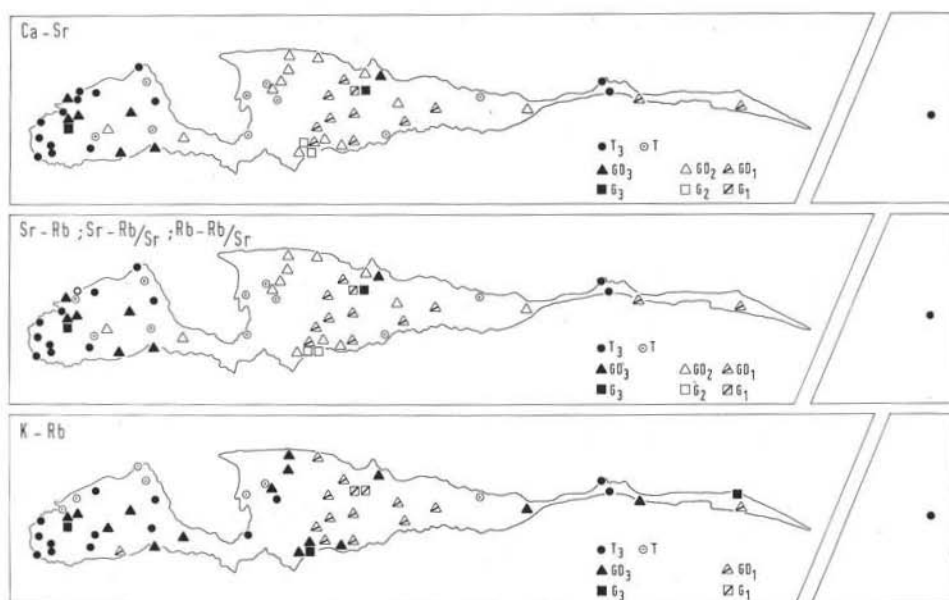 Ca - Sr
T₃ T
GD₃ GD₂ GD₁
G₃ G₂ G₁
Sr - Rb ; Sr - Rb/Sr ; Rb - Rb/Sr
T₃ T
GD₃ GD₂ GD₁
G₃ G₂ G₁
K - Rb
T₃ T
GD₃ GD₁
G₃ G₁